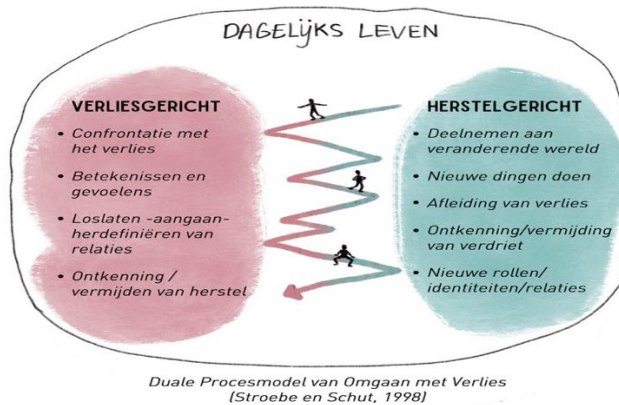 DAGELIJKS LEVEN
VERLIESGERICHT
• Confrontatie met
het verlies
• Betekenissen en
gevoelens
• Loslaten -aangaan-
herdefiniëren van
relaties
• Ontkenning /
vermijden van herstel
HERSTELGERICHT
• Deelnemen aan
veranderende wereld
• Nieuwe dingen doen
• Afleiding van verlies
• Ontkenning/vermijding
van verdriet
• Nieuwe rollen/
identiteiten/relaties
Duale Procesmodel van Omgaan met Verlies
(Stroebe en Schut, 1998)